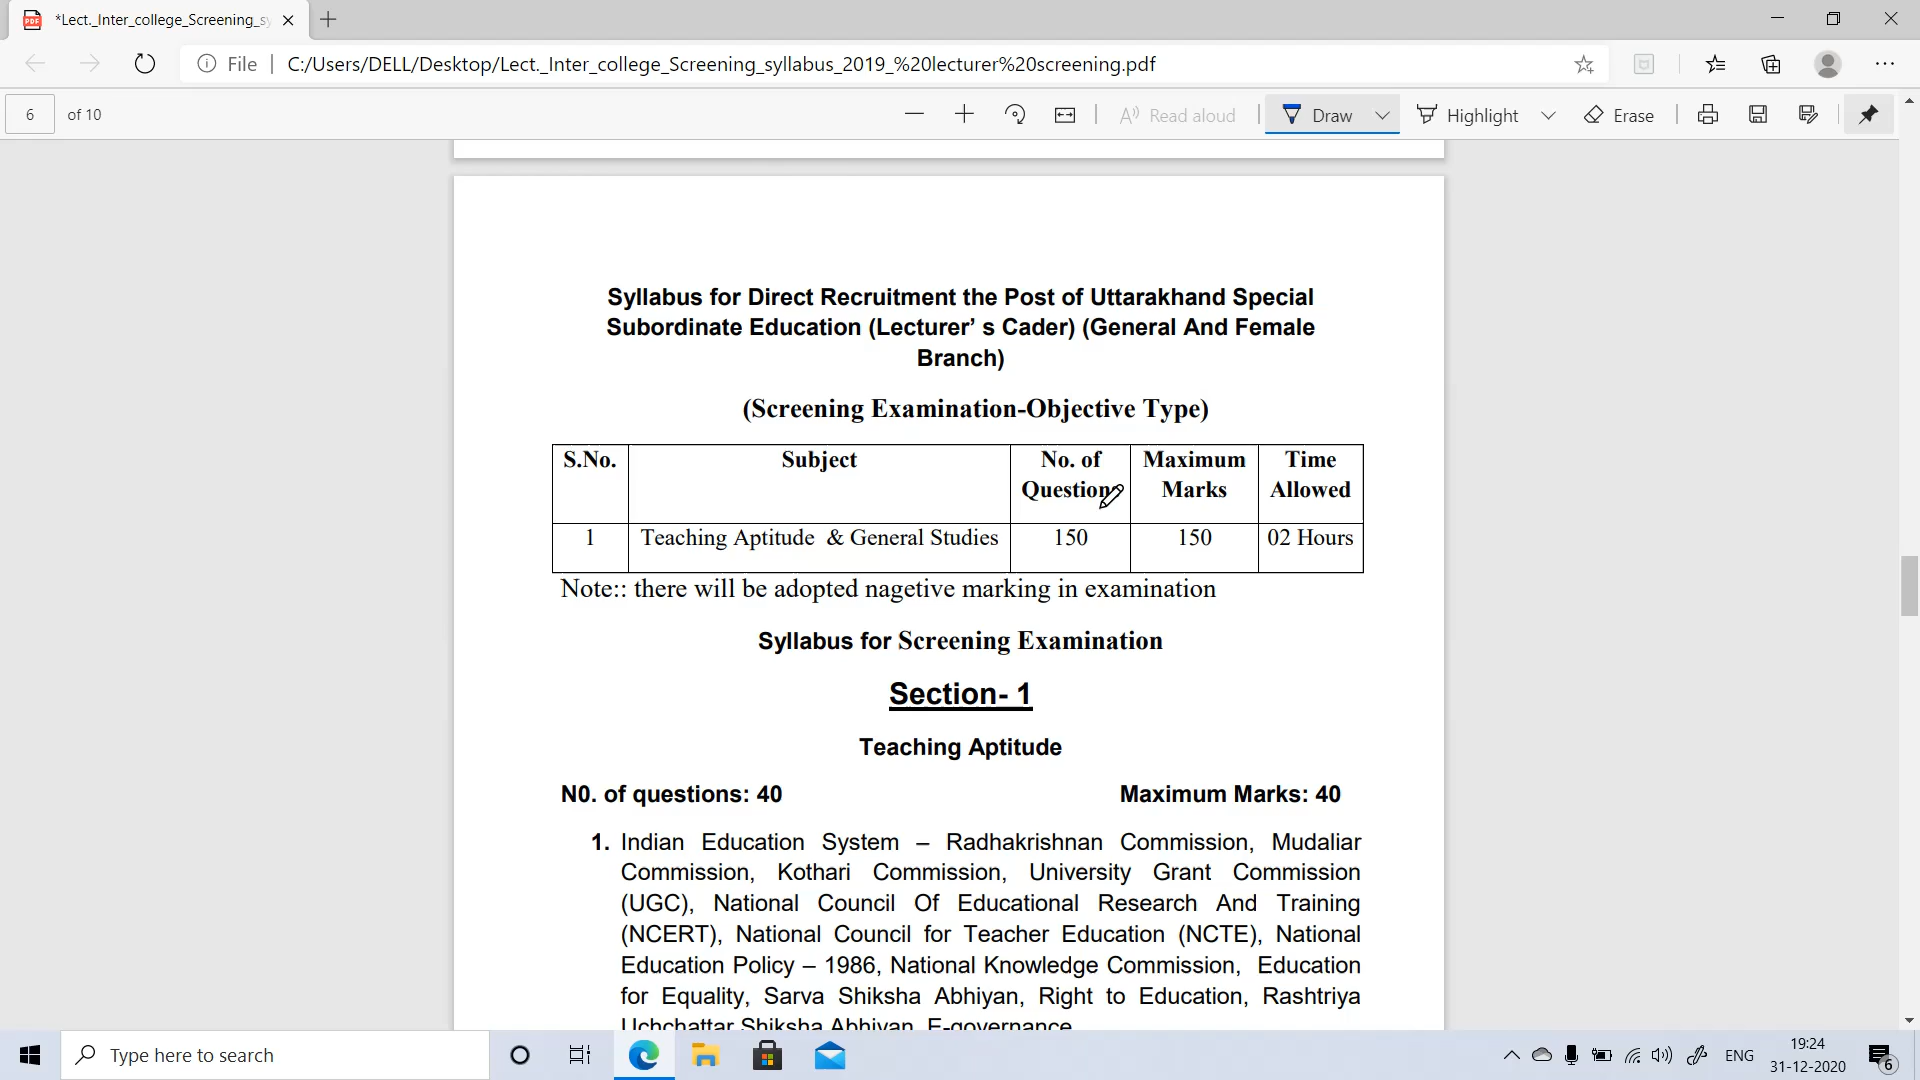 *Lect._Inter_college_Screening_sy
File
C:/Users/DELL/Desktop/Lect._Inter_college_Screening_syllabus_2019_%20lecturer%20screening.pdf
6 of 10
Read aloud
Draw
Highlight
Erase
Syllabus for Direct Recruitment the Post of Uttarakhand Special
Subordinate Education (Lecturer’ s Cader) (General And Female
Branch)
(Screening Examination-Objective Type)
S.No. Subject No. of Questions Maximum Marks Time Allowed
1 Teaching Aptitude & General Studies 150 150 02 Hours
Note:: there will be adopted nagetive marking in examination
Syllabus for Screening Examination
Section- 1
Teaching Aptitude
N0. of questions: 40 Maximum Marks: 40
1. Indian Education System – Radhakrishnan Commission, Mudaliar
Commission, Kothari Commission, University Grant Commission
(UGC), National Council Of Educational Research And Training
(NCERT), National Council for Teacher Education (NCTE), National
Education Policy – 1986, National Knowledge Commission, Education
for Equality, Sarva Shiksha Abhiyan, Right to Education, Rashtriya
Uchchattar Shiksha Abhiyan, E-governance
Type here to search
ENG
19:24
31-12-2020
6